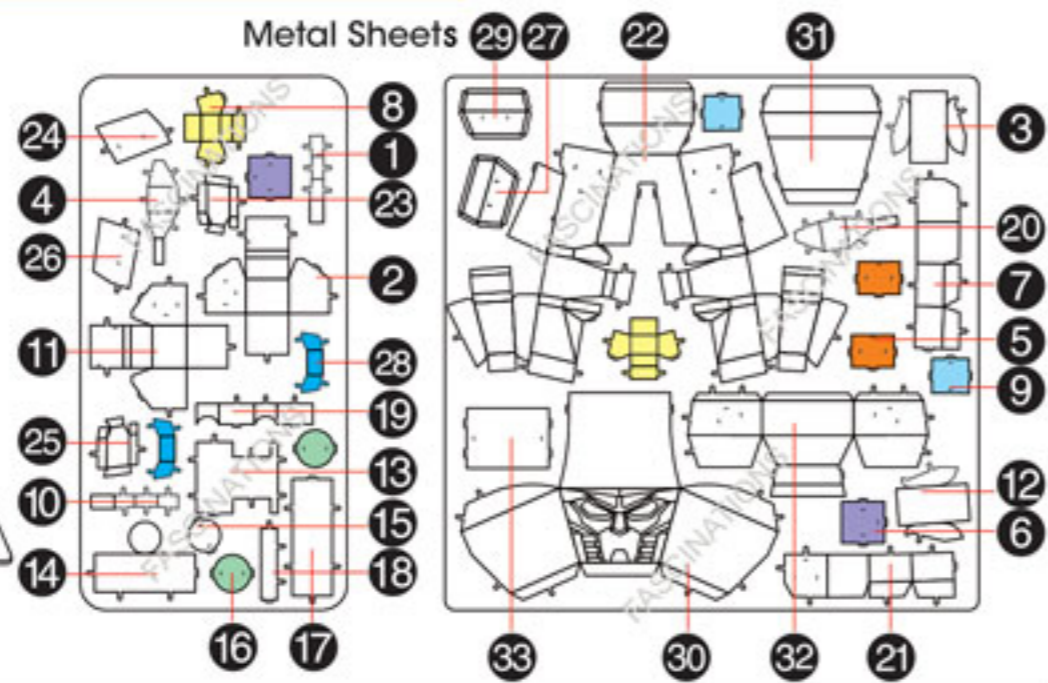 Metal Sheets
29 27 22 31
8
24
1
3
4
23
20
26
2
7
11
28
5
19
9
25
13
10
15
12
6
14
18
16 17
33 30 32 21
FASCINATIONS
FASCINATIONS
FASCINATIONS
FASCINATIONS
FASCINATIONS
FASCINATIONS
FASCINATIONS